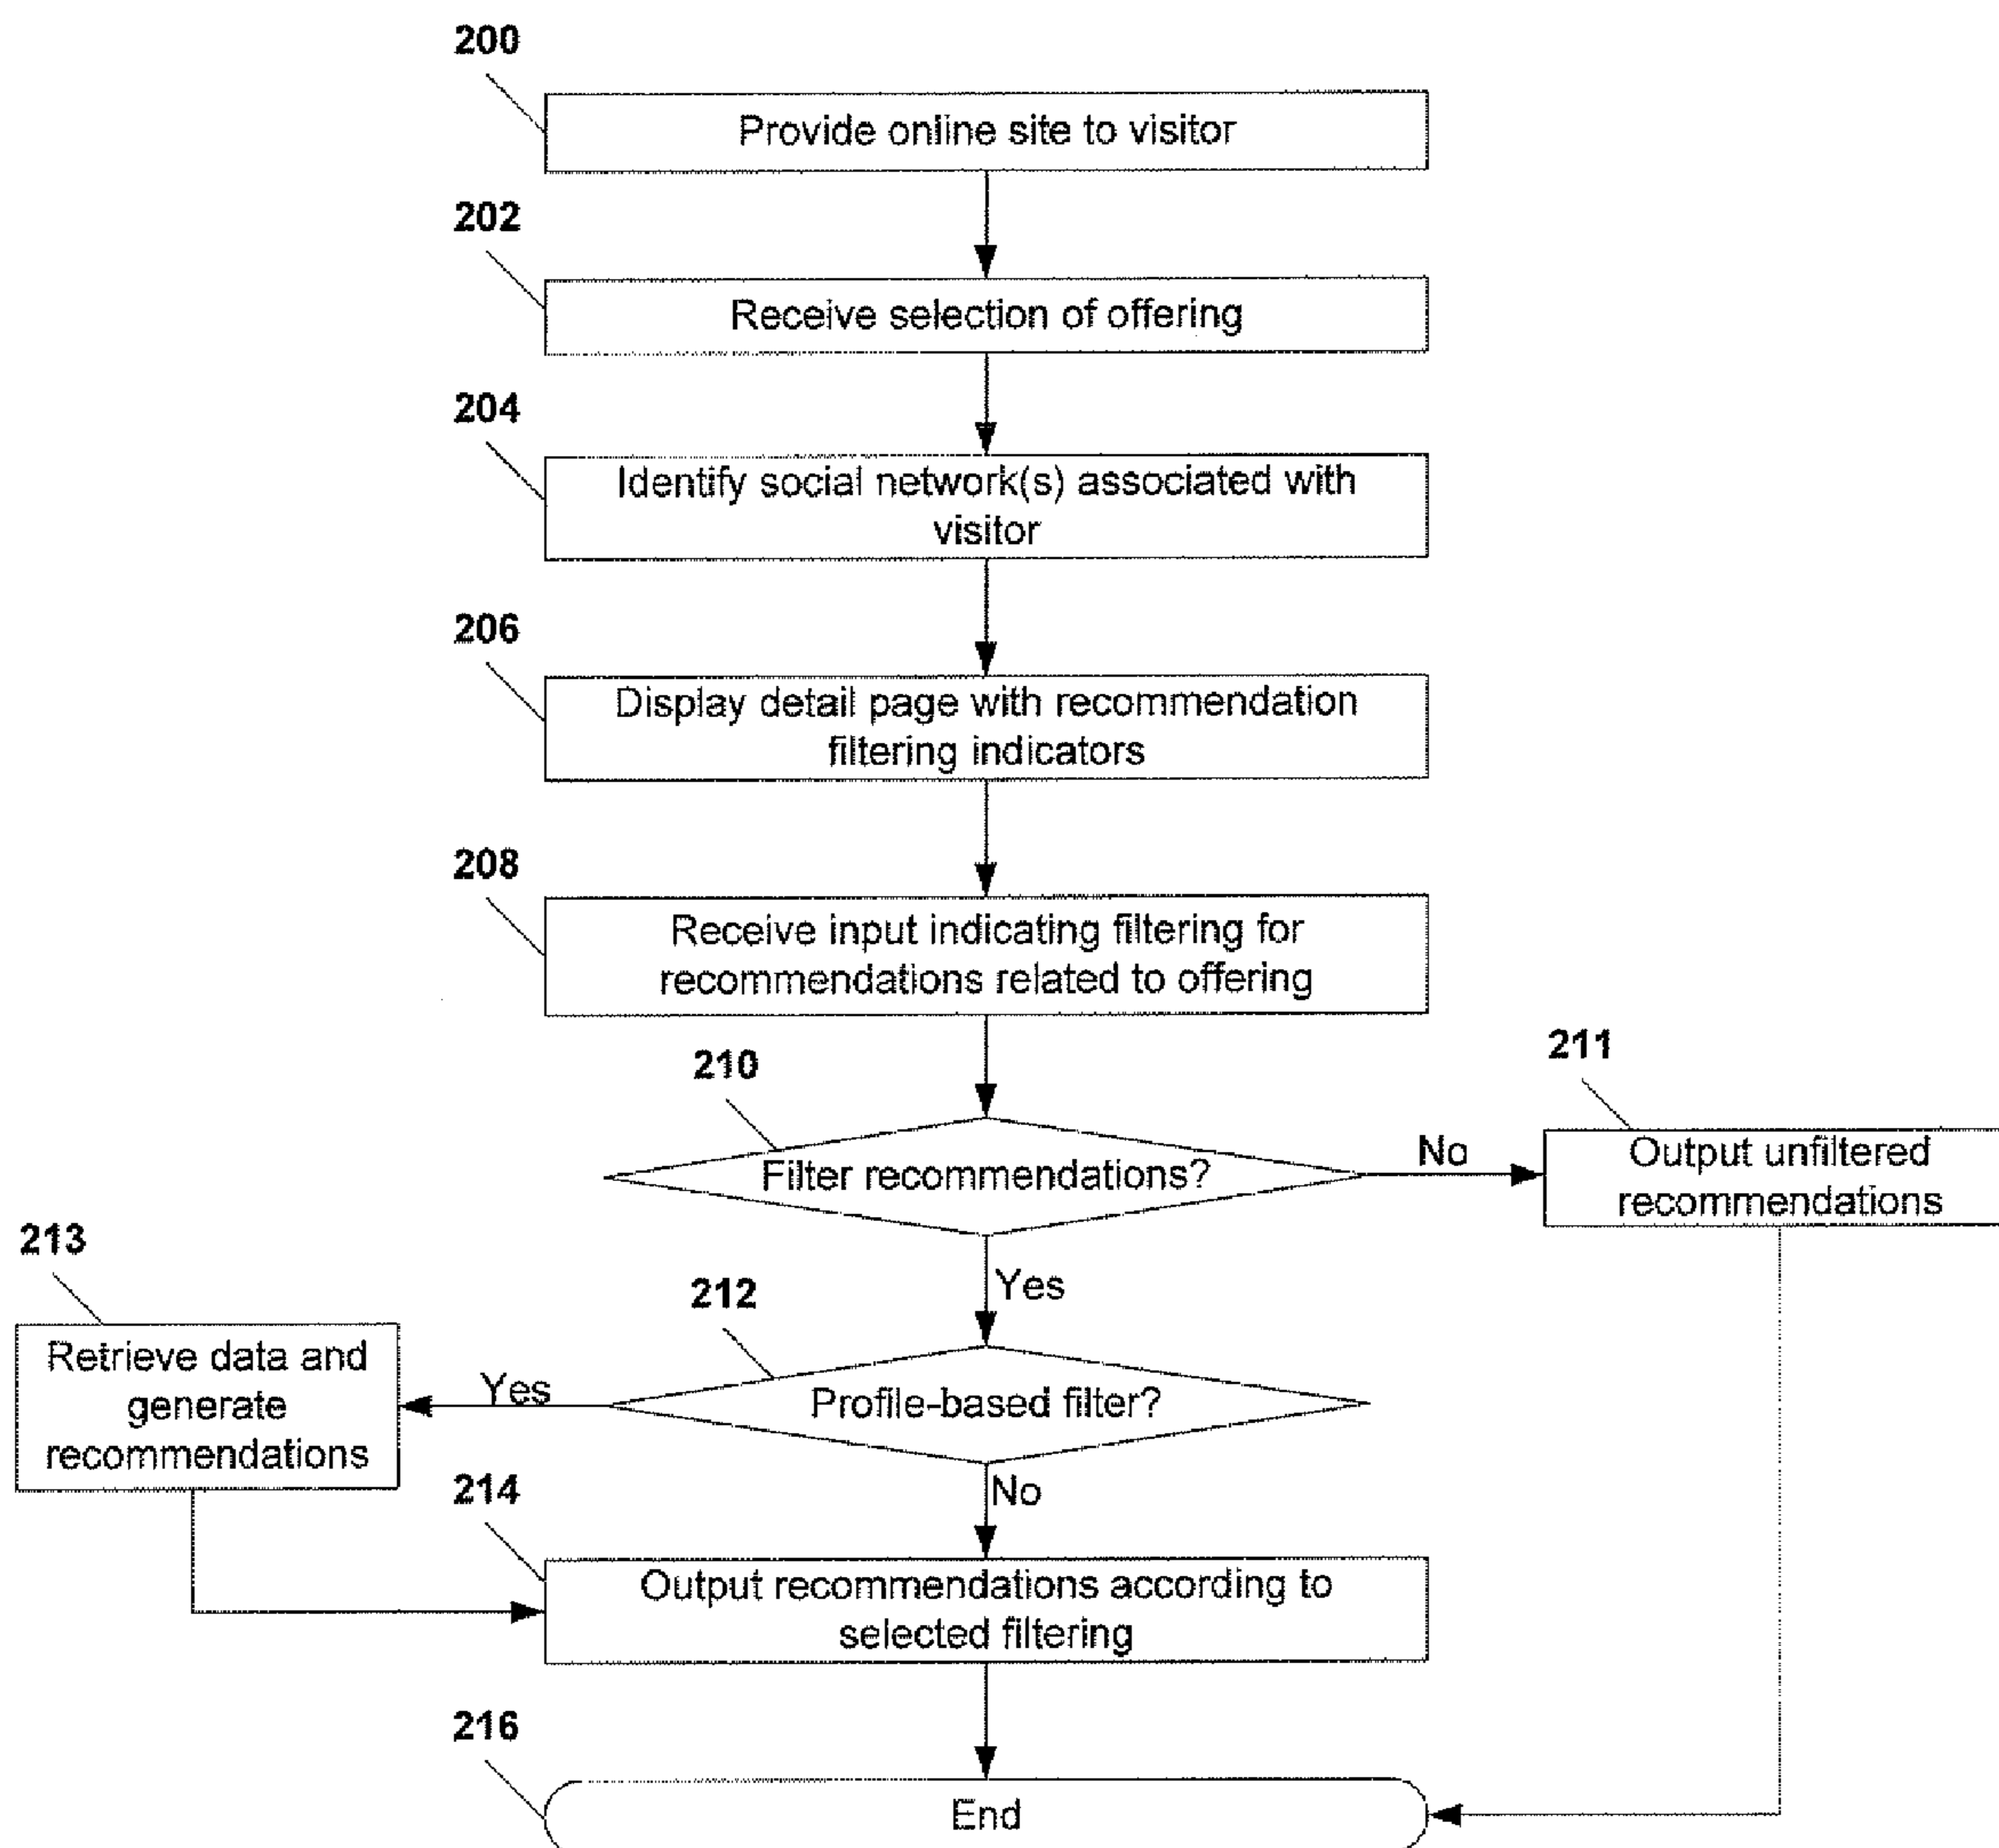 200
Provide online site to visitor
202
Receive selection of offering
204
Identify social network(s) associated with
visitor
206
Display detail page with recommendation
filtering indicators
208
Receive input indicating filtering for
recommendations related to offering
210
Filter recommendations?
No
211
Output unfiltered
recommendations
Yes
212
Profile-based filter?
Yes
213
Retrieve data and
generate
recommendations
No
214
Output recommendations according to
selected filtering
216
End